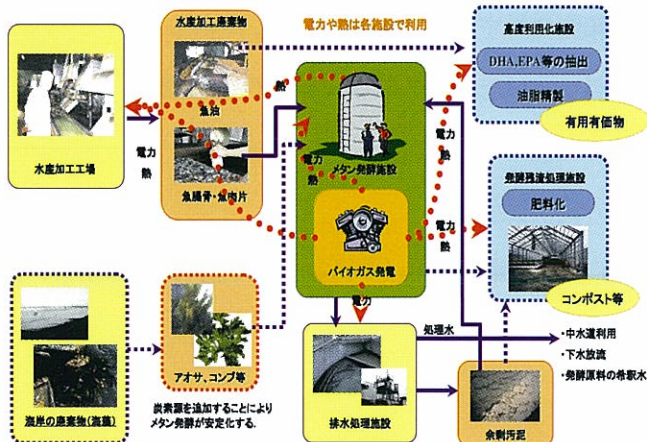 水産加工廃棄物
電力や熱は各施設で利用
高度利用化施設
DHA,EPA等の抽出
油脂精製
有用有価物
熱
魚油
電力
熱
水産加工工場
魚腸骨・魚肉片
電力
熱
メタン発酵施設
バイオガス発電
電力
熱
電力
熱
発酵残渣処理施設
肥料化
コンポスト等
電力
処理水
・中水道利用
・下水放流
・発酵原料の希釈水
アオサ、コンブ等
海岸の廃棄物(海藻)
炭素源を追加することにより
メタン発酵が安定化する.
排水処理施設
余剰汚泥